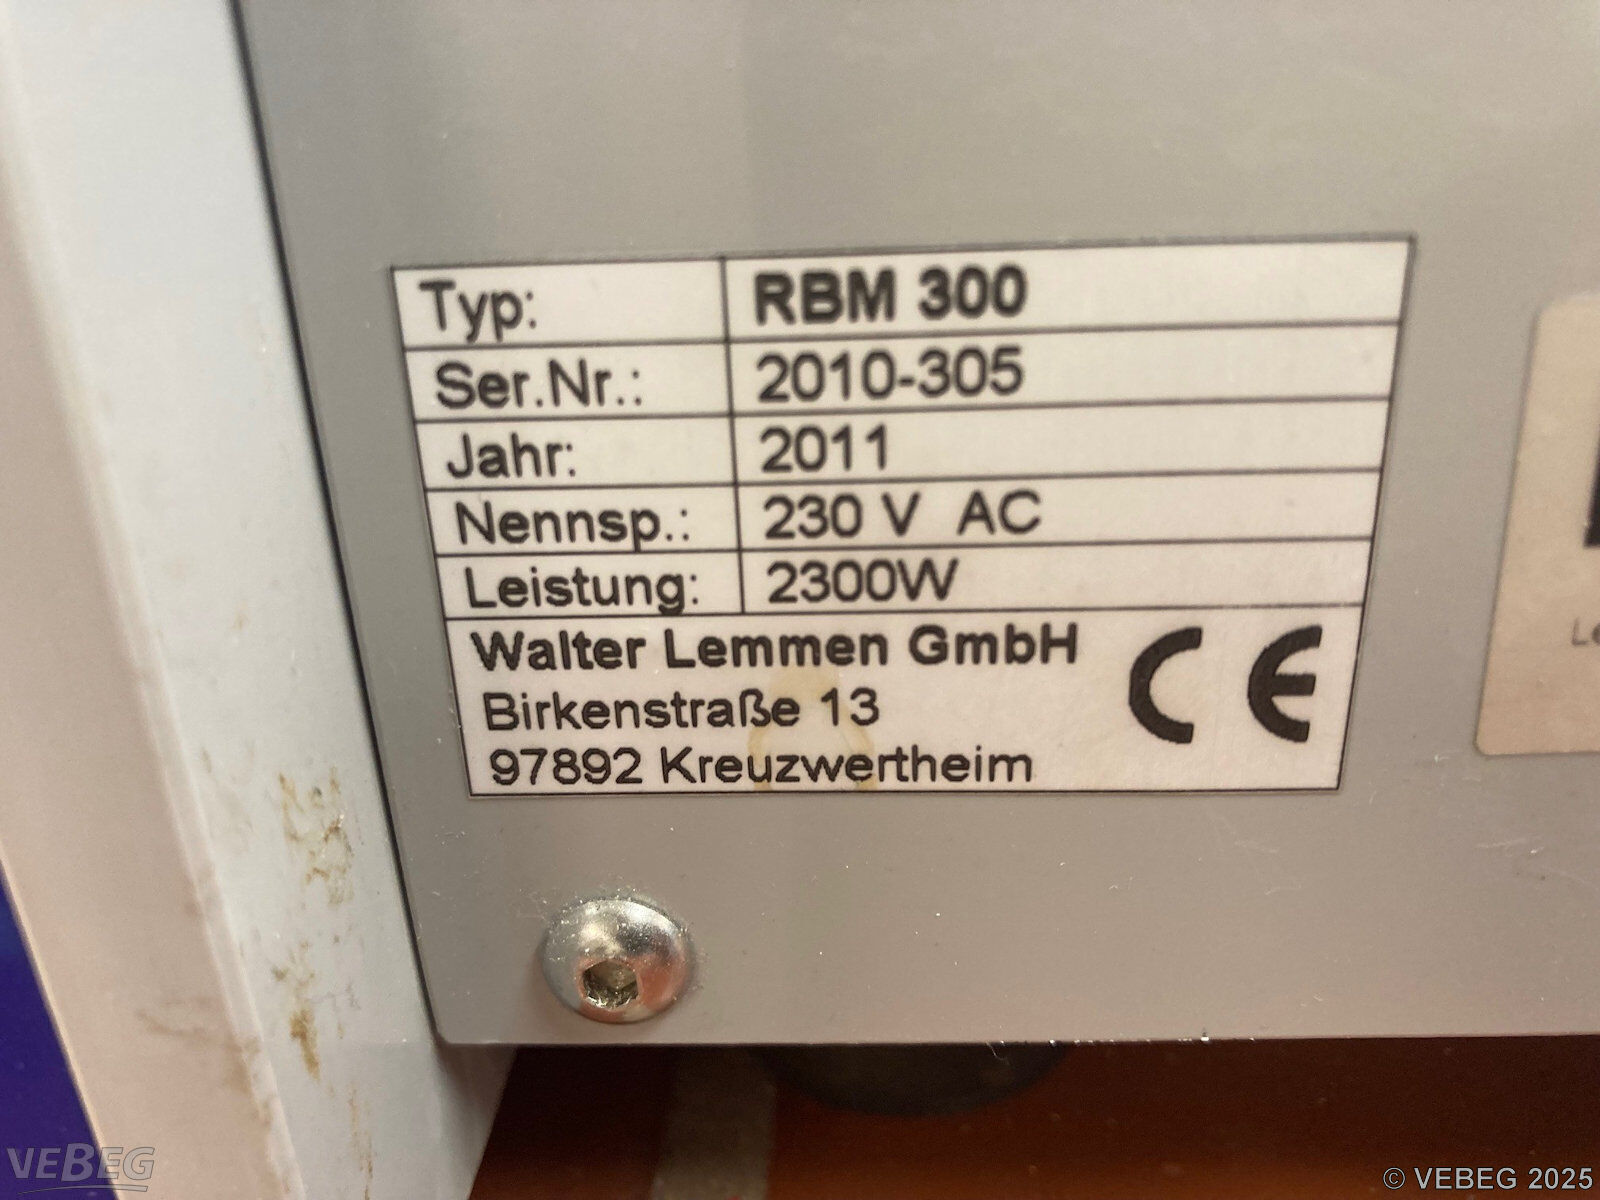 Typ: RBM 300
Ser.Nr.: 2010-305
Jahr: 2011
Nennsp.: 230 V AC
Leistung: 2300W
Walter Lemmen GmbH
Birkenstraße 13
97892 Kreuzwertheim
CE
Le
VEBEG
© VEBEG 2025